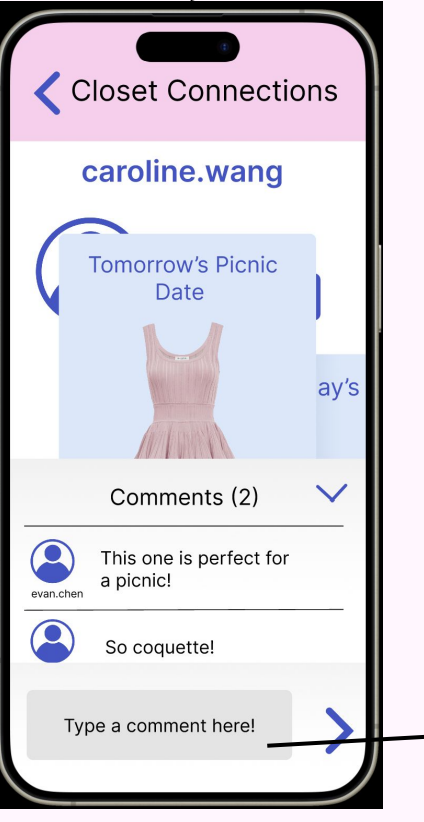 Closet Connections
caroline.wang
Tomorrow's Picnic
Date
ay's
Comments (2)
This one is perfect for
a picnic!
evan.chen
So coquette!
Type a comment here!